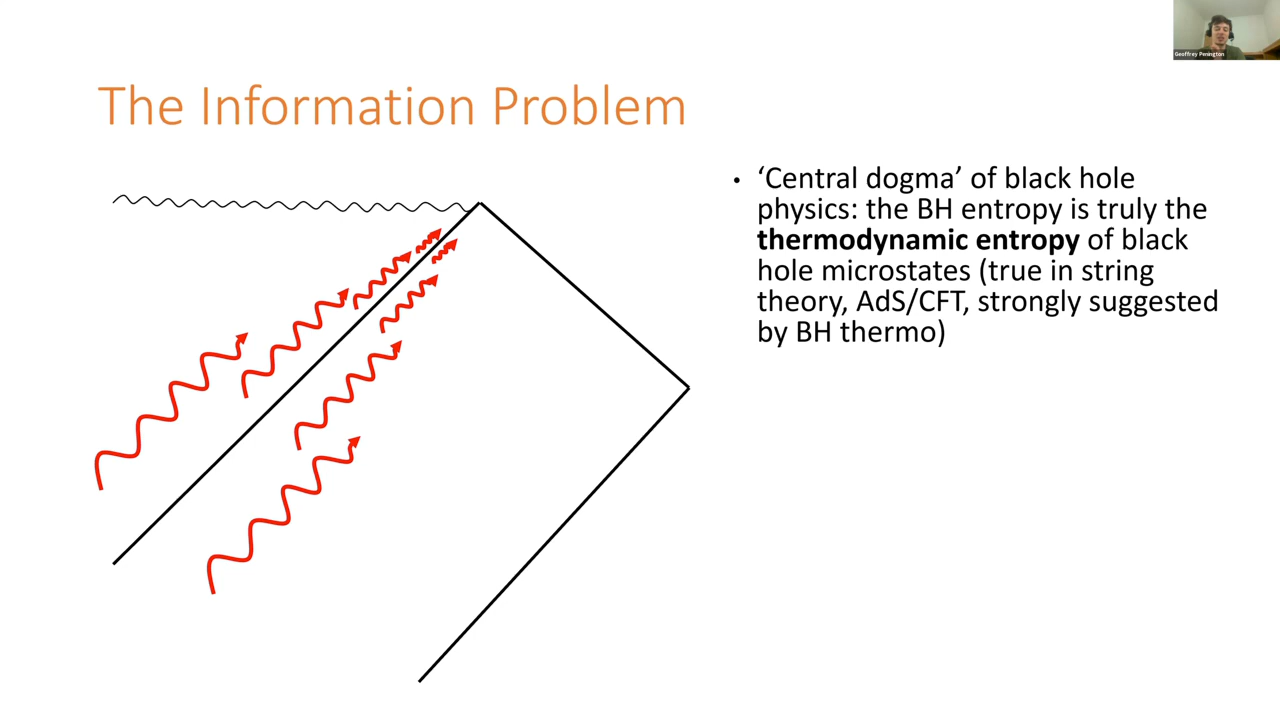 Geoffrey Penington
The Information Problem
• ‘Central dogma’ of black hole
physics: the BH entropy is truly the
thermodynamic entropy of black
hole microstates (true in string
theory, AdS/CFT, strongly suggested
by BH thermo)